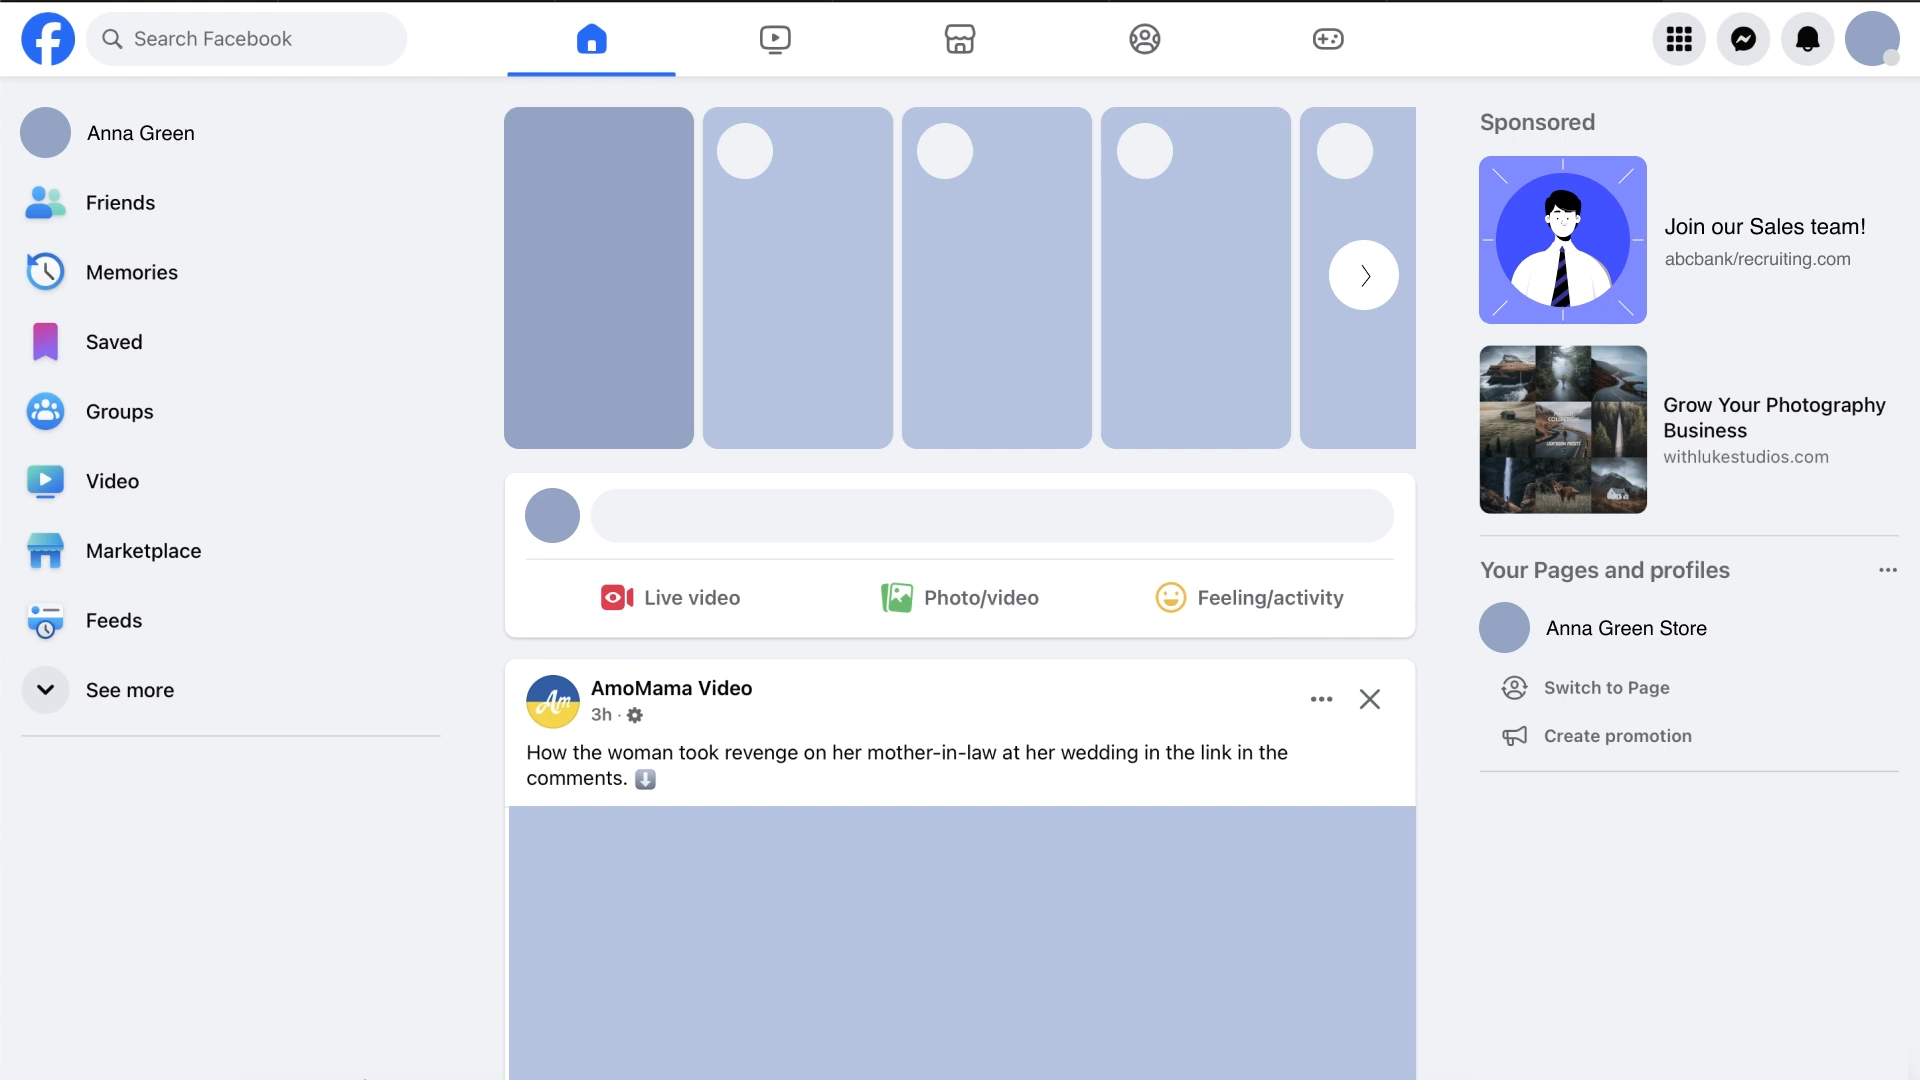 Search Facebook
Anna Green
Friends
Memories
Saved
Groups
Video
Marketplace
Feeds
See more
Live video
Photo/video
Feeling/activity
AmoMama Video
3h ·
How the woman took revenge on her mother-in-law at her wedding in the link in the
comments. ⬇️
Am
Sponsored
Join our Sales team!
abcbank/recruiting.com
Grow Your Photography
Business
withlukestudios.com
Your Pages and profiles
Anna Green Store
Switch to Page
Create promotion